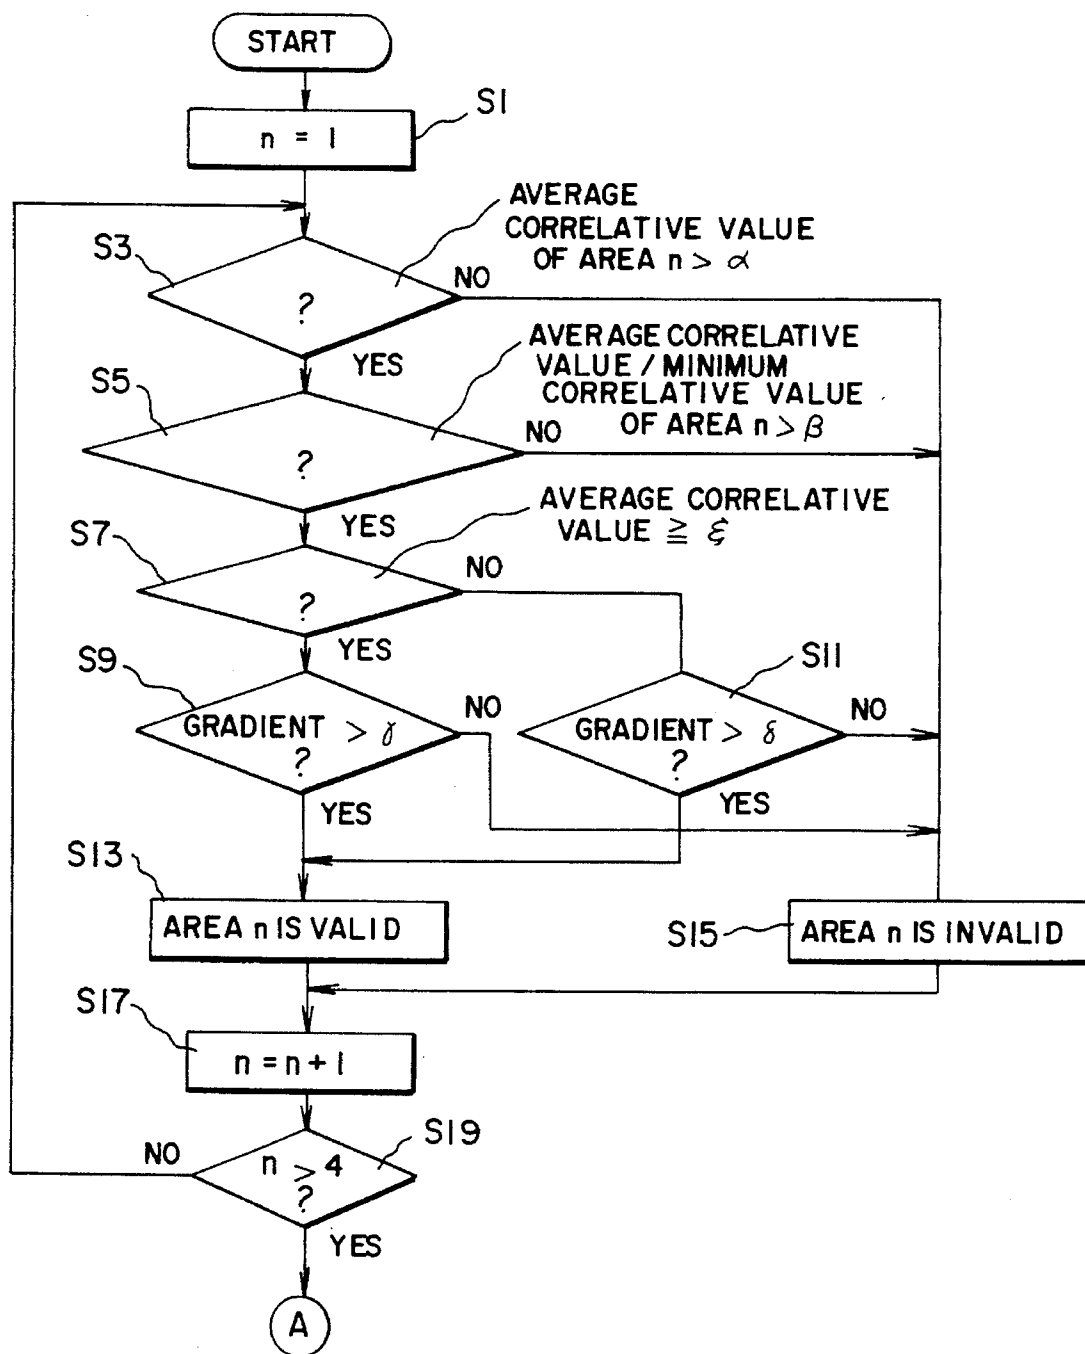 START
S1
n = 1
AVERAGE
CORRELATIVE VALUE
OF AREA n > α
S3
NO
?
YES
AVERAGE CORRELATIVE
VALUE / MINIMUM
CORRELATIVE VALUE
OF AREA n > β
S5
NO
?
YES
AVERAGE CORRELATIVE
VALUE ≧ ξ
S7
NO
?
YES
S9
S11
GRADIENT > γ
?
NO
GRADIENT > δ
?
NO
YES
YES
S13
AREA n IS VALID
S15
AREA n IS INVALID
S17
n = n + 1
S19
NO
n > 4
?
YES
A